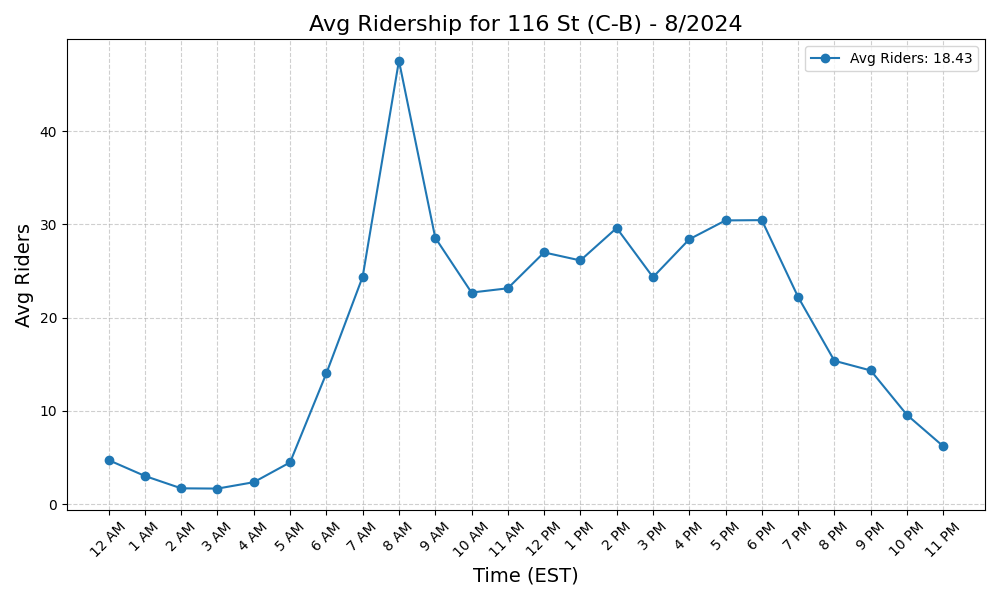 Avg Ridership for 116 St (C-B) - 8/2024
Avg Riders: 18.43
Avg Riders
40
30
20
10
0
12 AM
1 AM
2 AM
3 AM
4 AM
5 AM
6 AM
7 AM
8 AM
9 AM
10 AM
11 AM
12 PM
1 PM
2 PM
3 PM
4 PM
5 PM
6 PM
7 PM
8 PM
9 PM
10 PM
11 PM
Time (EST)